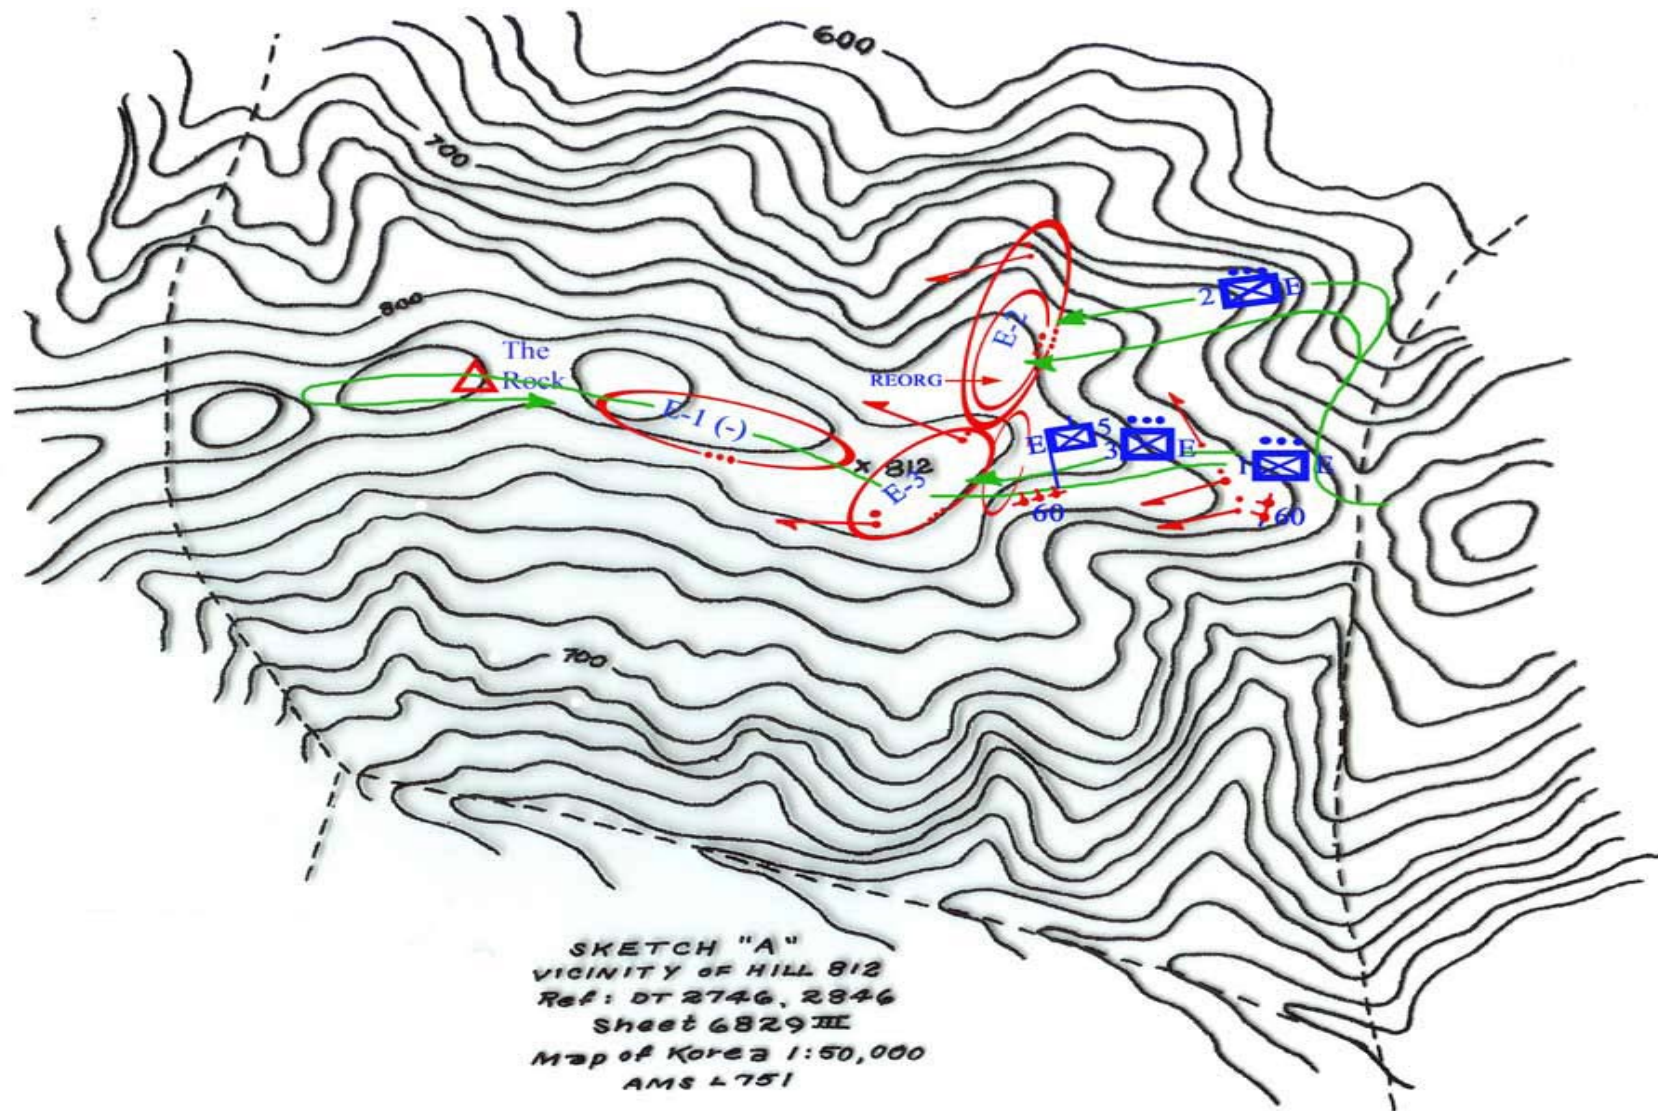 600
700
800
The
Rock
2 E
E-2
REORG
E-1 (-)
E 5
3 E
1 E
x 812
E-3
60
60
700
SKETCH "A"
VICINITY OF HILL 812
Ref: DT 2746, 2846
Sheet 6829 III
Map of Korea 1:50,000
AMS L 751